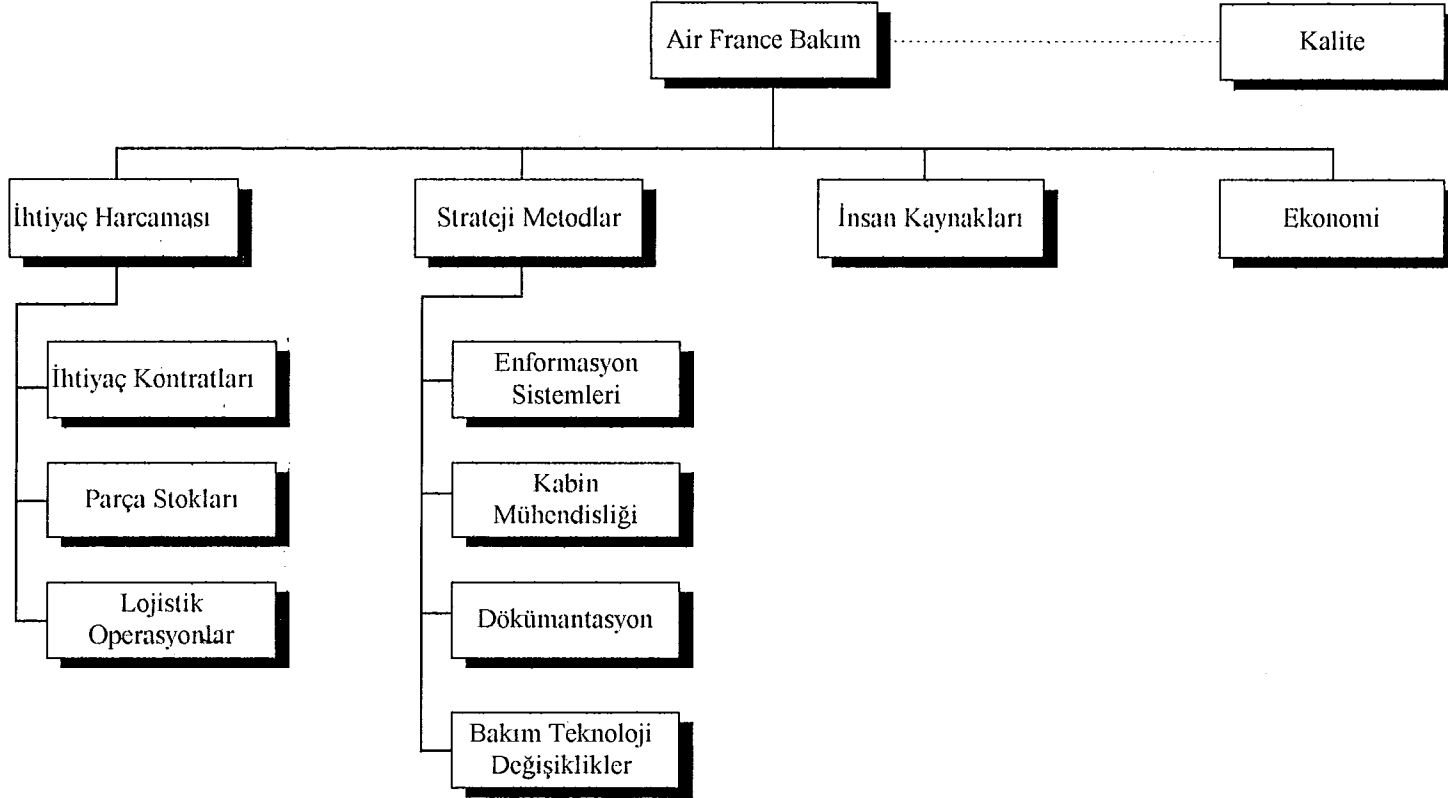 Air France Bakım
Kalite
İhtiyaç Harcaması
Strateji Metodlar
İnsan Kaynakları
Ekonomi
İhtiyaç Kontratları
Parça Stokları
Lojistik
Operasyonlar
Enformasyon
Sistemleri
Kabin
Mühendisliği
Dökümantasyon
Bakım Teknoloji
Değişiklikler